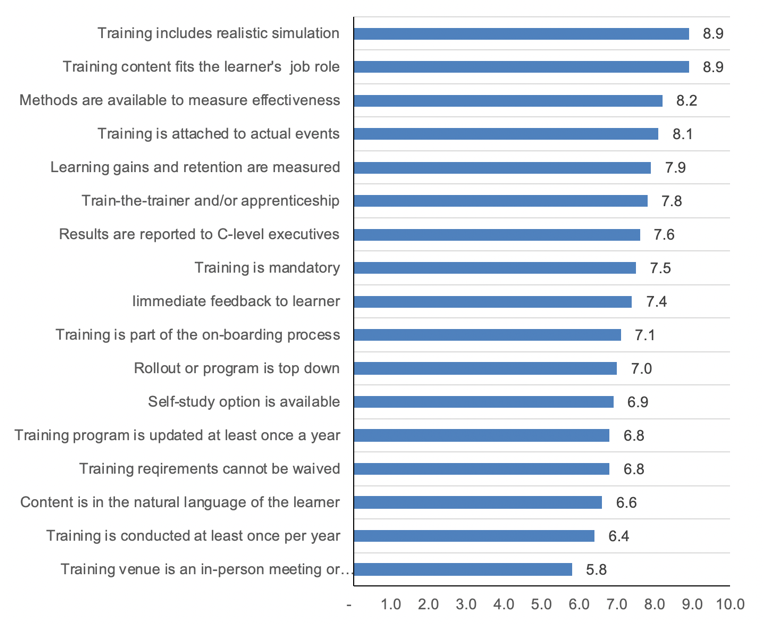 Training includes realistic simulation 8.9
Training content fits the learner's job role 8.9
Methods are available to measure effectiveness 8.2
Training is attached to actual events 8.1
Learning gains and retention are measured 7.9
Train-the-trainer and/or apprenticeship 7.8
Results are reported to C-level executives 7.6
Training is mandatory 7.5
Iimmediate feedback to learner 7.4
Training is part of the on-boarding process 7.1
Rollout or program is top down 7.0
Self-study option is available 6.9
Training program is updated at least once a year 6.8
Training reqirements cannot be waived 6.8
Content is in the natural language of the learner 6.6
Training is conducted at least once per year 6.4
Training venue is an in-person meeting or… 5.8
- 1.0 2.0 3.0 4.0 5.0 6.0 7.0 8.0 9.0 10.0